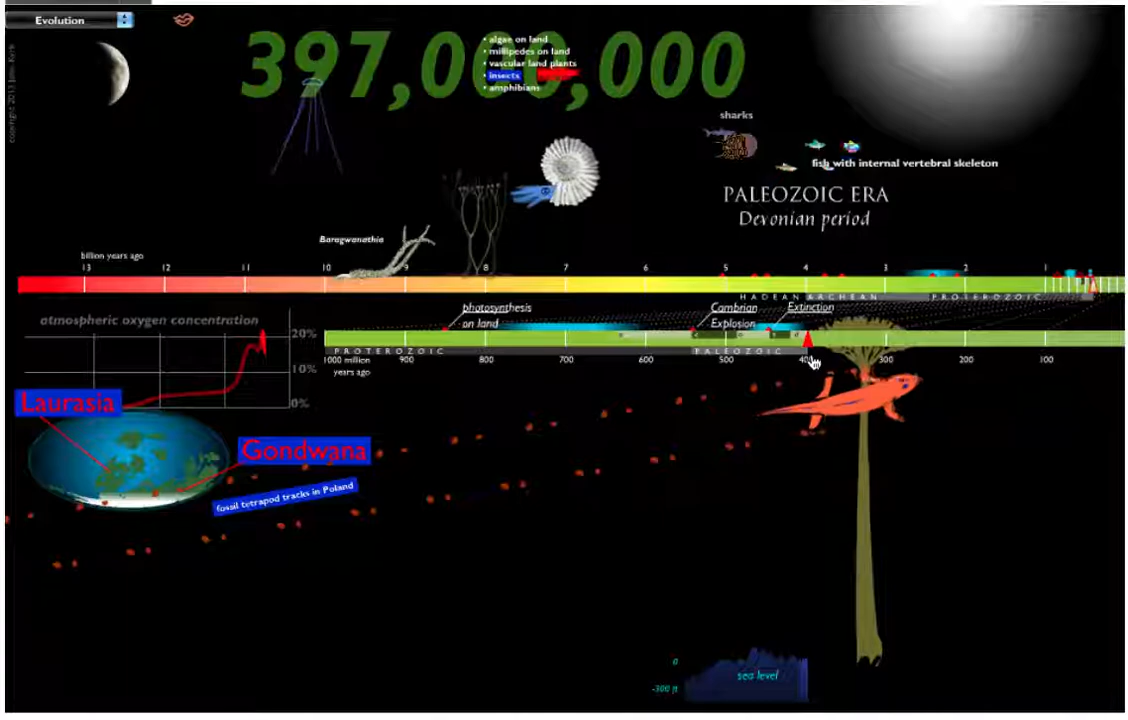 Evolution
copyright 2013 John Kyrk
397,000,000
• algae on land
• millipedes on land
• vascular land plants
• insects
• amphibians
sharks
fish with internal vertebral skeleton
PALEOZOIC ERA
Devonian period
Baragwanathia
billion years ago
13 12 11 10 9 8 7 6 5 4 3 2 1
HADEAN ARCHEAN PROTEROZOIC
photosynthesis
on land
Cambrian
Explosion
Extinction
atmospheric oxygen concentration
20%
10%
0%
PROTEROZOIC PALEOZOIC
1000 million
years ago
900 800 700 600 500 400 300 200 100
Laurasia
Gondwana
fossil tetrapod tracks in Poland
0
-300 ft
sea level